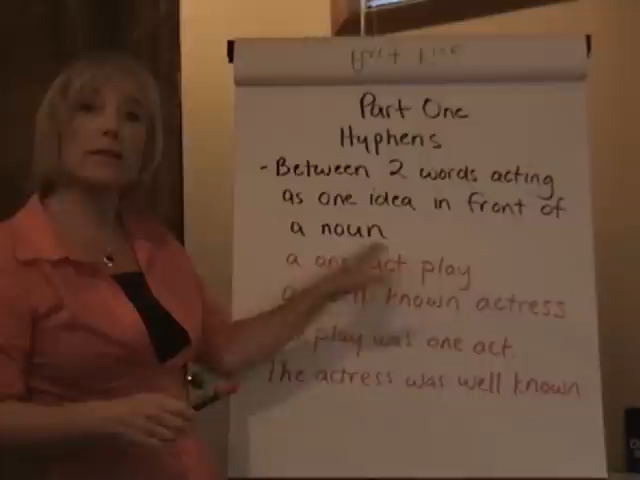 Part One
Hyphens
- Between 2 words acting
as one idea in front of
a noun
a act play
known actress
play was one act.
The actress was well known